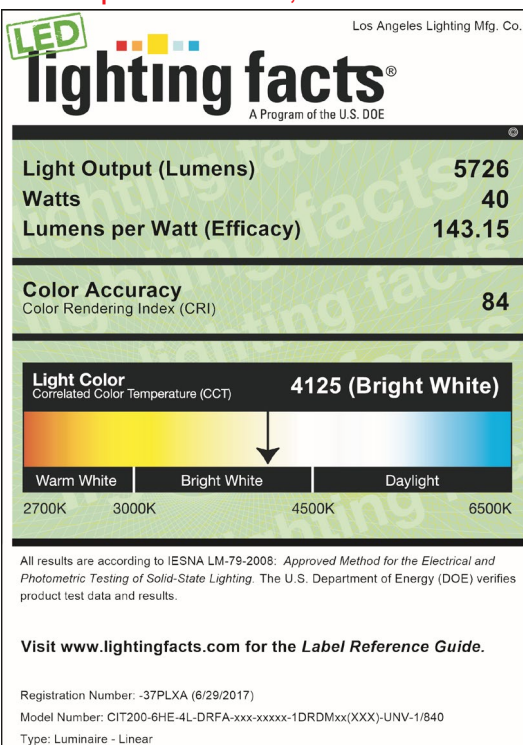 Los Angeles Lighting Mfg. Co.
LED
lighting facts®
A Program of the U.S. DOE
©
Light Output (Lumens) 5726
Watts 40
Lumens per Watt (Efficacy) 143.15
Color Accuracy
Color Rendering Index (CRI) 84
Light Color
Correlated Color Temperature (CCT) 4125 (Bright White)
Warm White Bright White Daylight
2700K 3000K 4500K 6500K
All results are according to IESNA LM-79-2008: Approved Method for the Electrical and
Photometric Testing of Solid-State Lighting. The U.S. Department of Energy (DOE) verifies
product test data and results.
Visit www.lightingfacts.com for the Label Reference Guide.
Registration Number: -37PLXA (6/29/2017)
Model Number: CIT200-6HE-4L-DRFA-xxx-xxxxx-1DRDMxx(XXX)-UNV-1/840
Type: Luminaire - Linear